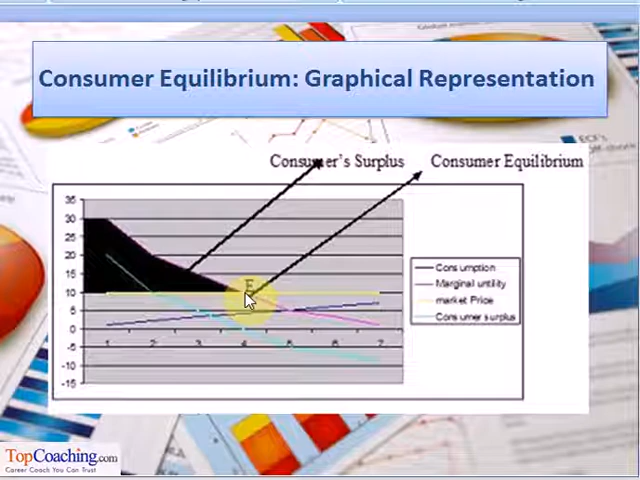 Consumer Equilibrium: Graphical Representation
Consumer's Surplus
Consumer Equilibrium
35
30
25
20
15
10
5
0
-5
-10
-15
1
2
3
4
5
6
7
E
Consumption
Marginal untility
market Price
Consumer surplus
TopCoaching.com
Career Coach You Can Trust